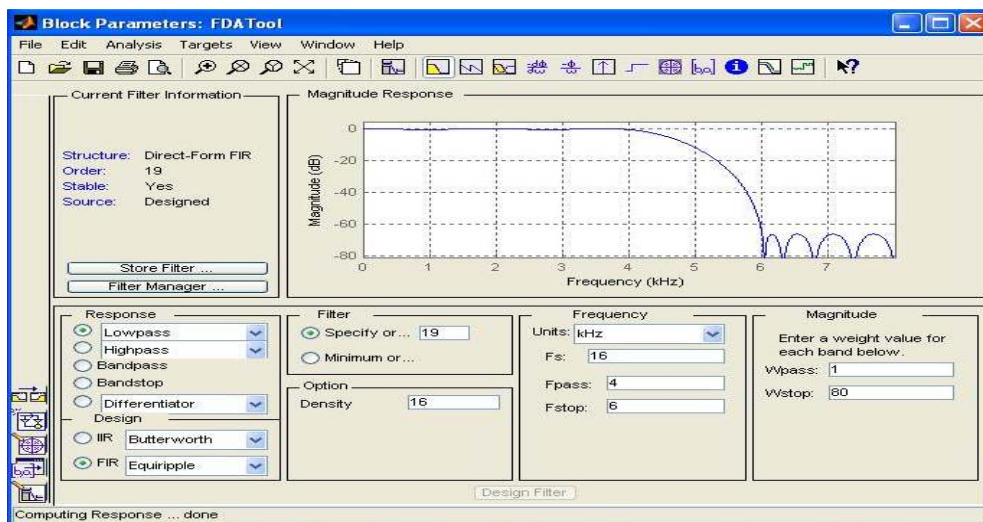 Block Parameters: FDATool
File Edit Analysis Targets View Window Help
Current Filter Information
Structure: Direct-Form FIR
Order: 19
Stable: Yes
Source: Designed
Store Filter ...
Filter Manager ...
Magnitude Response
Magnitude (dB)
0
-20
-40
-60
-80
0 1 2 3 4 5 6 7
Frequency (kHz)
Response
Lowpass
Highpass
Bandpass
Bandstop
Differentiator
Design
IIR Butterworth
FIR Equiripple
Filter
Specify or... 19
Minimum or...
Option
Density 16
Frequency
Units: kHz
Fs: 16
Fpass: 4
Fstop: 6
Magnitude
Enter a weight value for
each band below.
Wpass: 1
Wstop: 80
Design Filter
Computing Response ... done